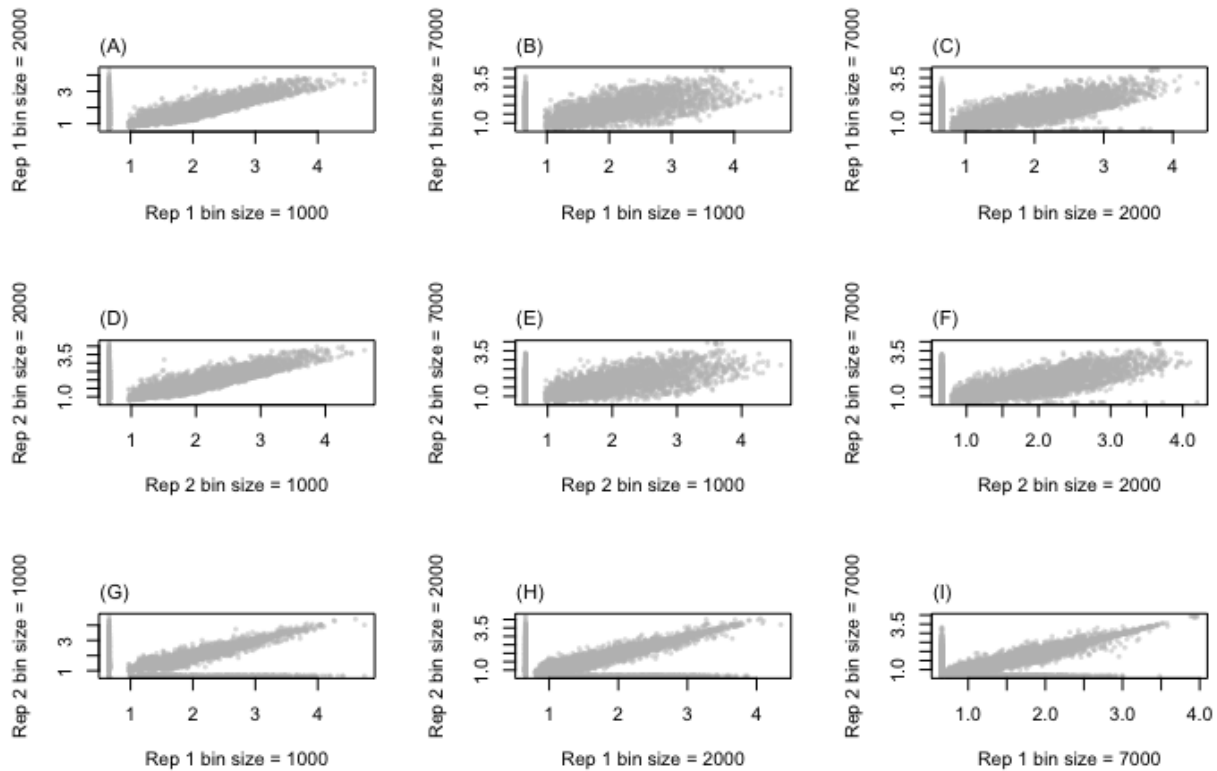 (A)
Rep 1 bin size = 2000
1 3
1 2 3 4
Rep 1 bin size = 1000
(B)
Rep 1 bin size = 7000
1.0 3.5
1 2 3 4
Rep 1 bin size = 1000
(C)
Rep 1 bin size = 7000
1.0 3.5
1 2 3 4
Rep 1 bin size = 2000
(D)
Rep 2 bin size = 2000
1.0 3.5
1 2 3 4
Rep 2 bin size = 1000
(E)
Rep 2 bin size = 7000
1.0 3.5
1 2 3 4
Rep 2 bin size = 1000
(F)
Rep 2 bin size = 7000
1.0 3.5
1.0 2.0 3.0 4.0
Rep 2 bin size = 2000
(G)
Rep 2 bin size = 1000
1 3
1 2 3 4
Rep 1 bin size = 1000
(H)
Rep 2 bin size = 2000
1.0 3.5
1 2 3 4
Rep 1 bin size = 2000
(I)
Rep 2 bin size = 7000
1.0 3.5
1.0 2.0 3.0 4.0
Rep 1 bin size = 7000